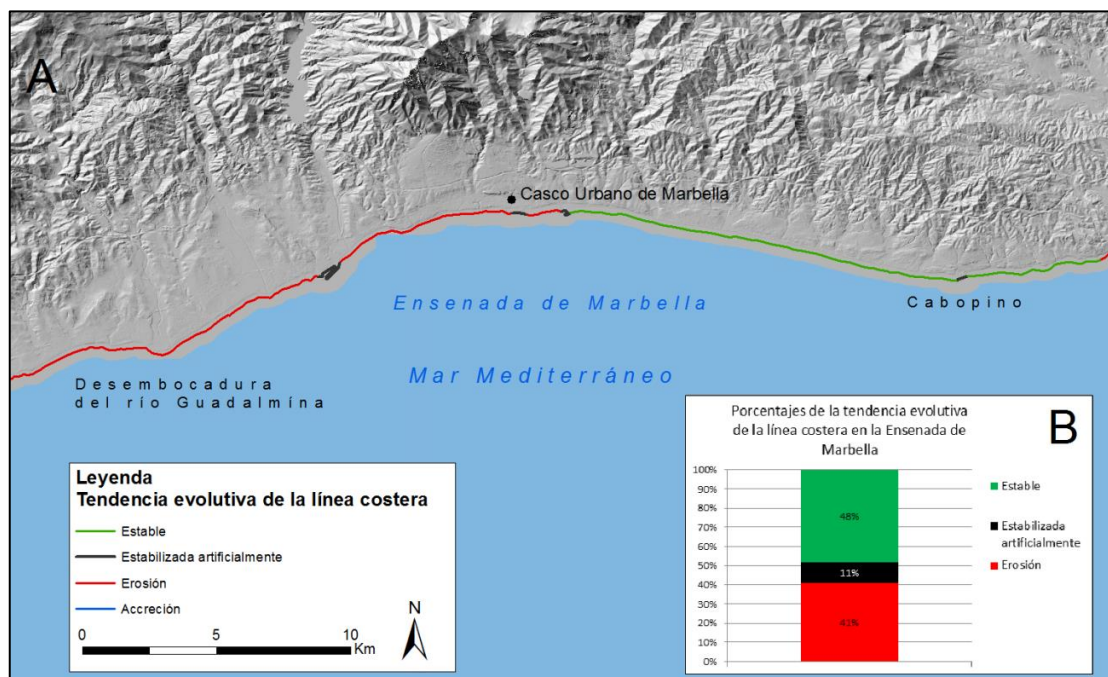 A
Casco Urbano de Marbella
Ensenada de Marbella
Cabopino
Mar Mediterráneo
Desembocadura
del río Guadalmína
Leyenda
Tendencia evolutiva de la línea costera
Estable
Estabilizada artificialmente
Erosión
Accreción
0 5 10
Km
N
B
Porcentajes de la tendencia evolutiva
de la línea costera en la Ensenada de
Marbella
100%
90%
80%
70%
60%
50%
40%
30%
20%
10%
0%
48%
11%
41%
Estable
Estabilizada
artificialmente
Erosión